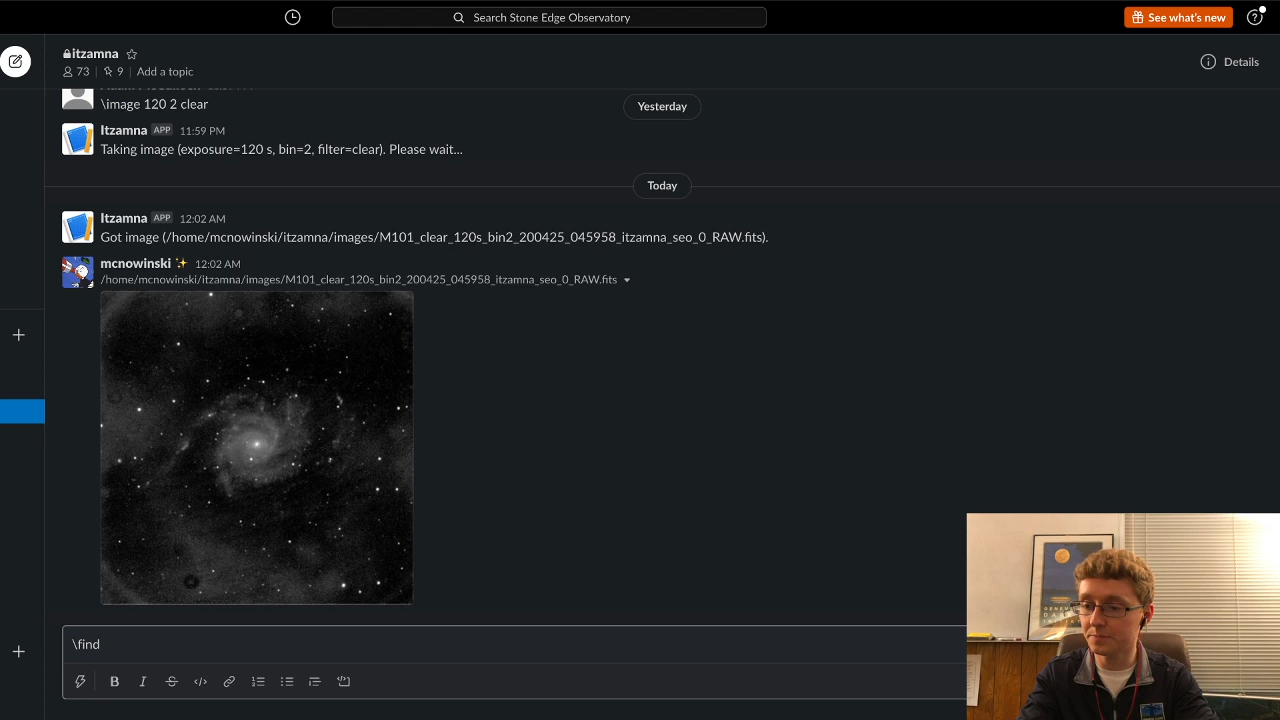 Search Stone Edge Observatory
See what's new
itzamna
73 | 9 | Add a topic
Details
\image 120 2 clear
Yesterday
Itzamna APP 11:59 PM
Taking image (exposure=120 s, bin=2, filter=clear). Please wait...
Today
Itzamna APP 12:02 AM
Got image (/home/mcnowinski/itzamna/images/M101_clear_120s_bin2_200425_045958_itzamna_seo_0_RAW.fits).
mcnowinski 12:02 AM
/home/mcnowinski/itzamna/images/M101_clear_120s_bin2_200425_045958_itzamna_seo_0_RAW.fits
\find